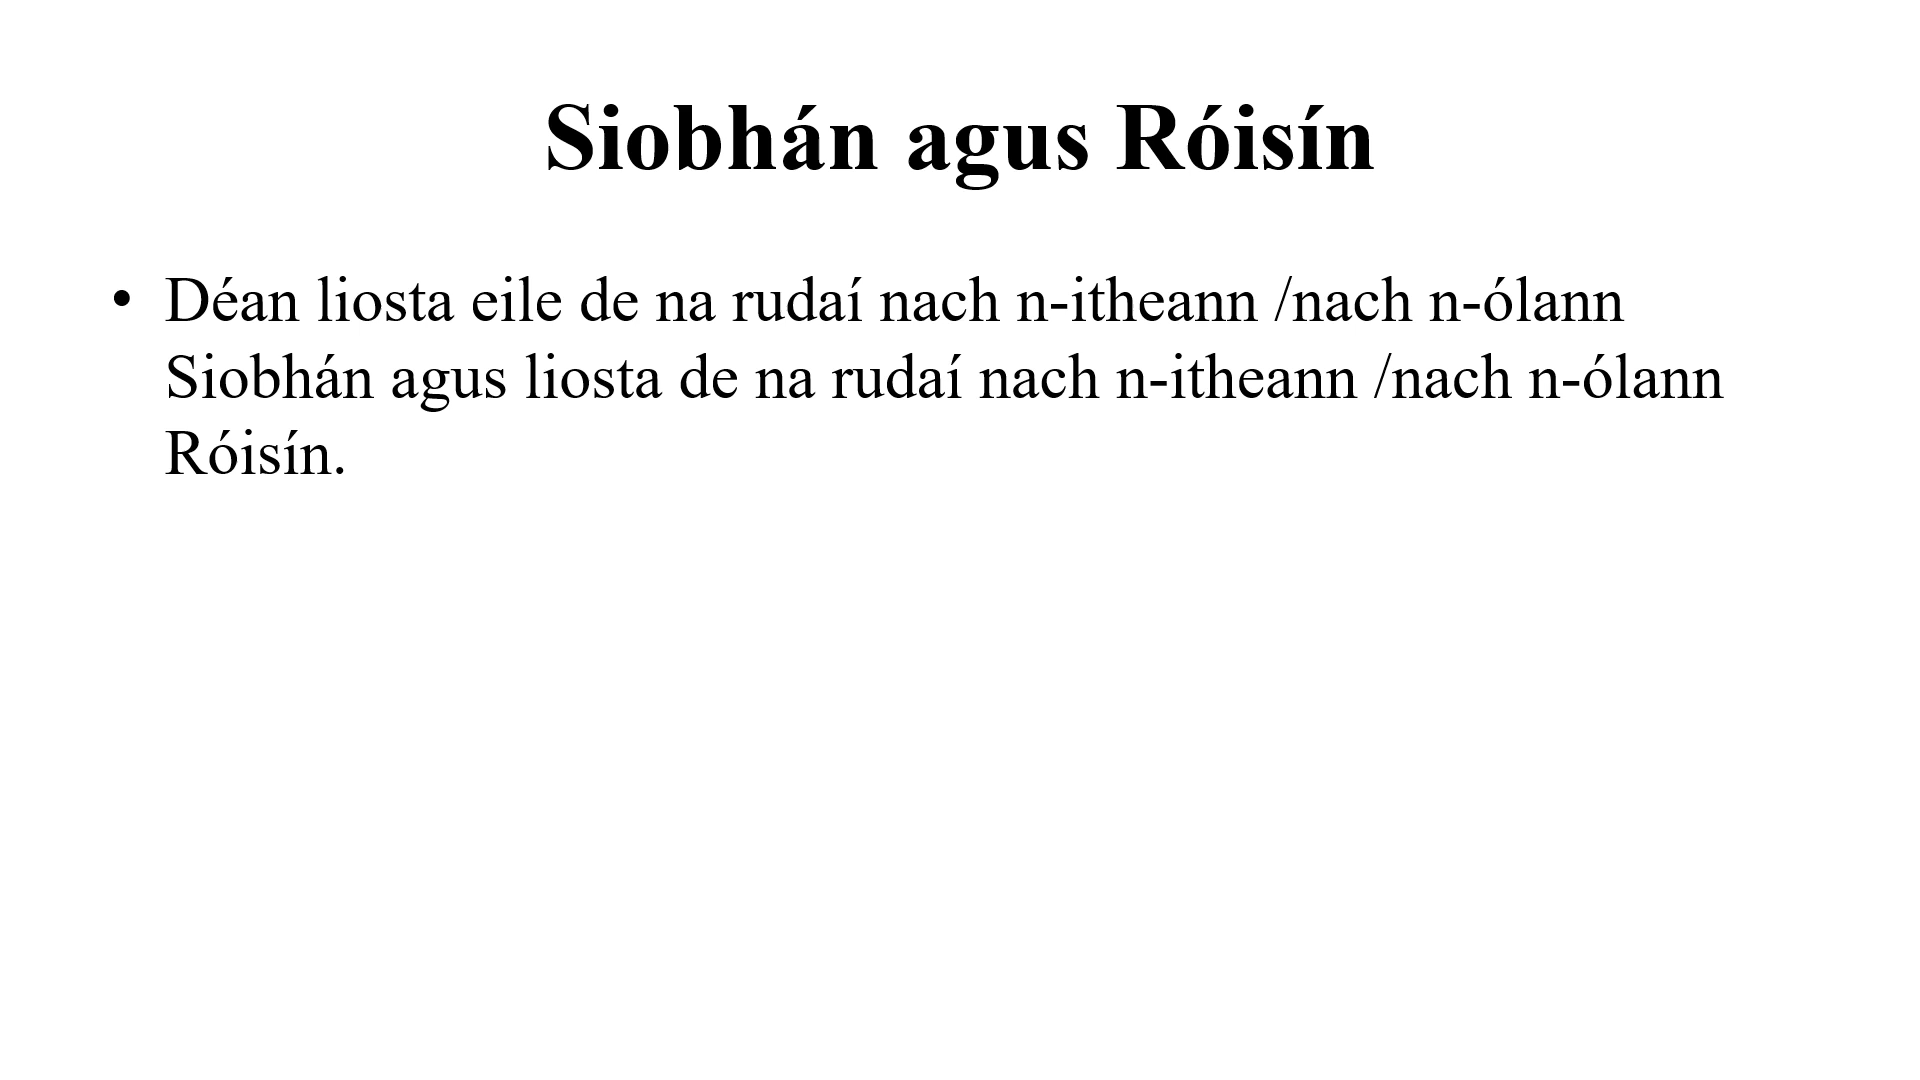 Siobhán agus Róisín
• Déan liosta eile de na rudaí nach n-itheann /nach n-ólann
Siobhán agus liosta de na rudaí nach n-itheann /nach n-ólann
Róisín.